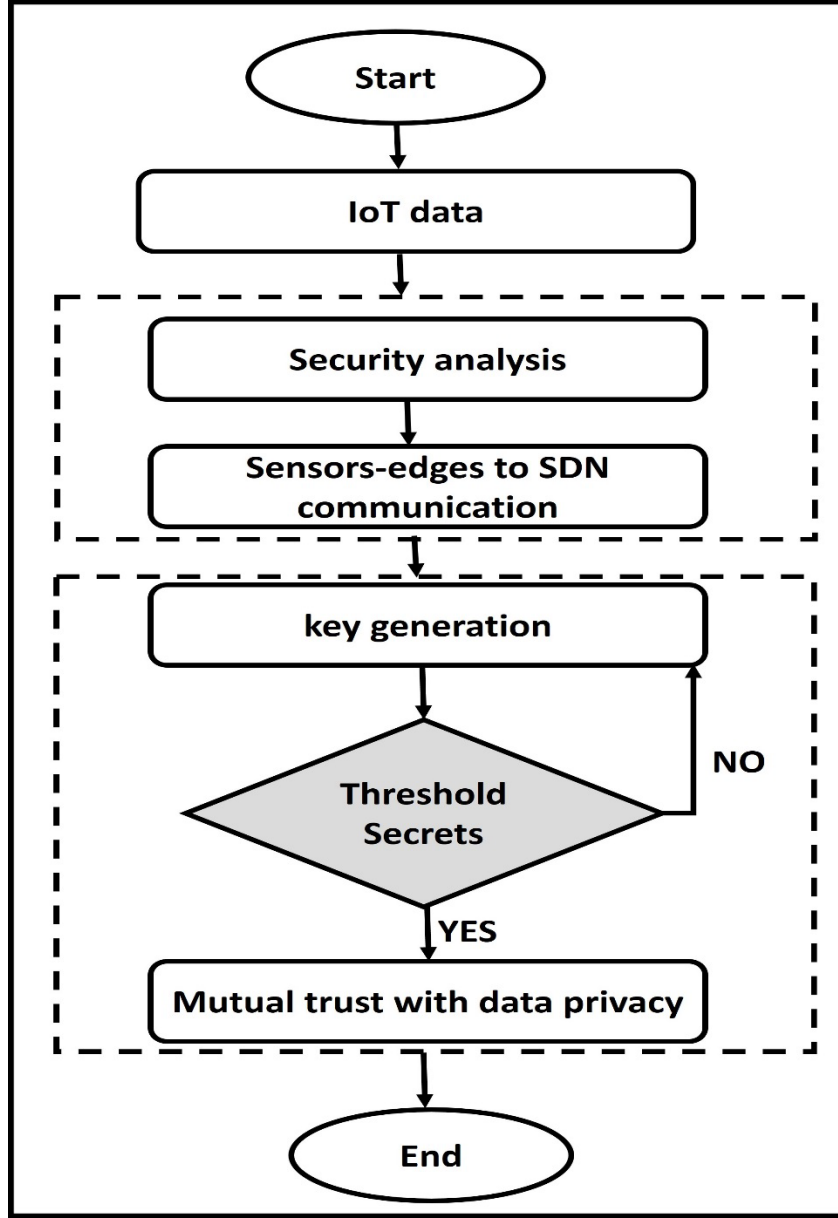 Start
IoT data
Security analysis
Sensors-edges to SDN
communication
key generation
Threshold
Secrets
NO
YES
Mutual trust with data privacy
End